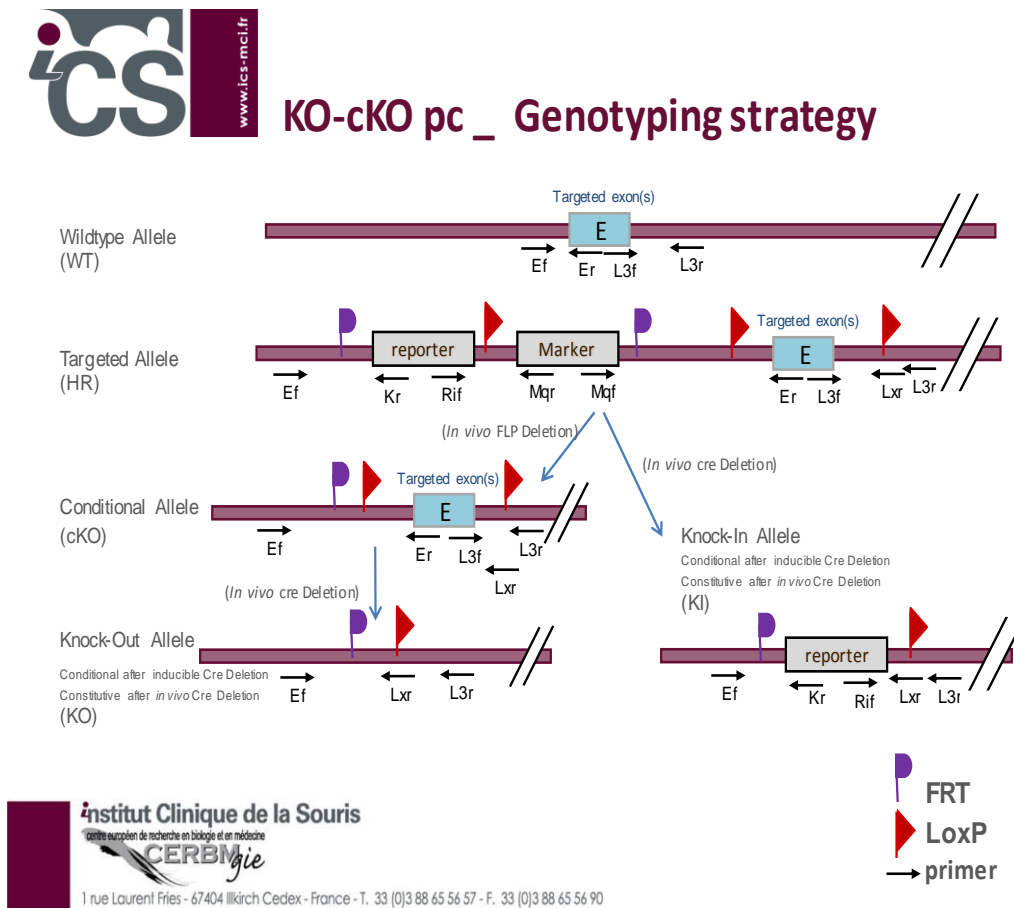 iCS
www.ics-mci.fr
KO-cKO pc _ Genotyping strategy
Targeted exon(s)
Wildtype Allele
(WT)
E
Ef
Er
L3f
L3r
Targeted exon(s)
Targeted Allele
(HR)
reporter
Marker
E
Ef
Kr
Rif
Mqr
Mqf
Er
L3f
Lxr
L3r
(In vivo FLP Deletion)
(In vivo cre Deletion)
Targeted exon(s)
Conditional Allele
(cKO)
E
Ef
Er
L3f
L3r
Lxr
(In vivo cre Deletion)
Knock-In Allele
Conditional after inducible Cre Deletion
Constitutive after in vivo Cre Deletion
(KI)
Knock-Out Allele
Conditional after inducible Cre Deletion
Constitutive after in vivo Cre Deletion
(KO)
Ef
Lxr
L3r
reporter
Ef
Kr
Rif
Lxr
L3r
FRT
LoxP
primer
institut Clinique de la Souris
centre européen de recherche en biologie et en médecine
CERBM gie
1 rue Laurent Fries - 67404 Illkirch Cedex - France - T. 33 (0)3 88 65 56 57 - F. 33 (0)3 88 65 56 90